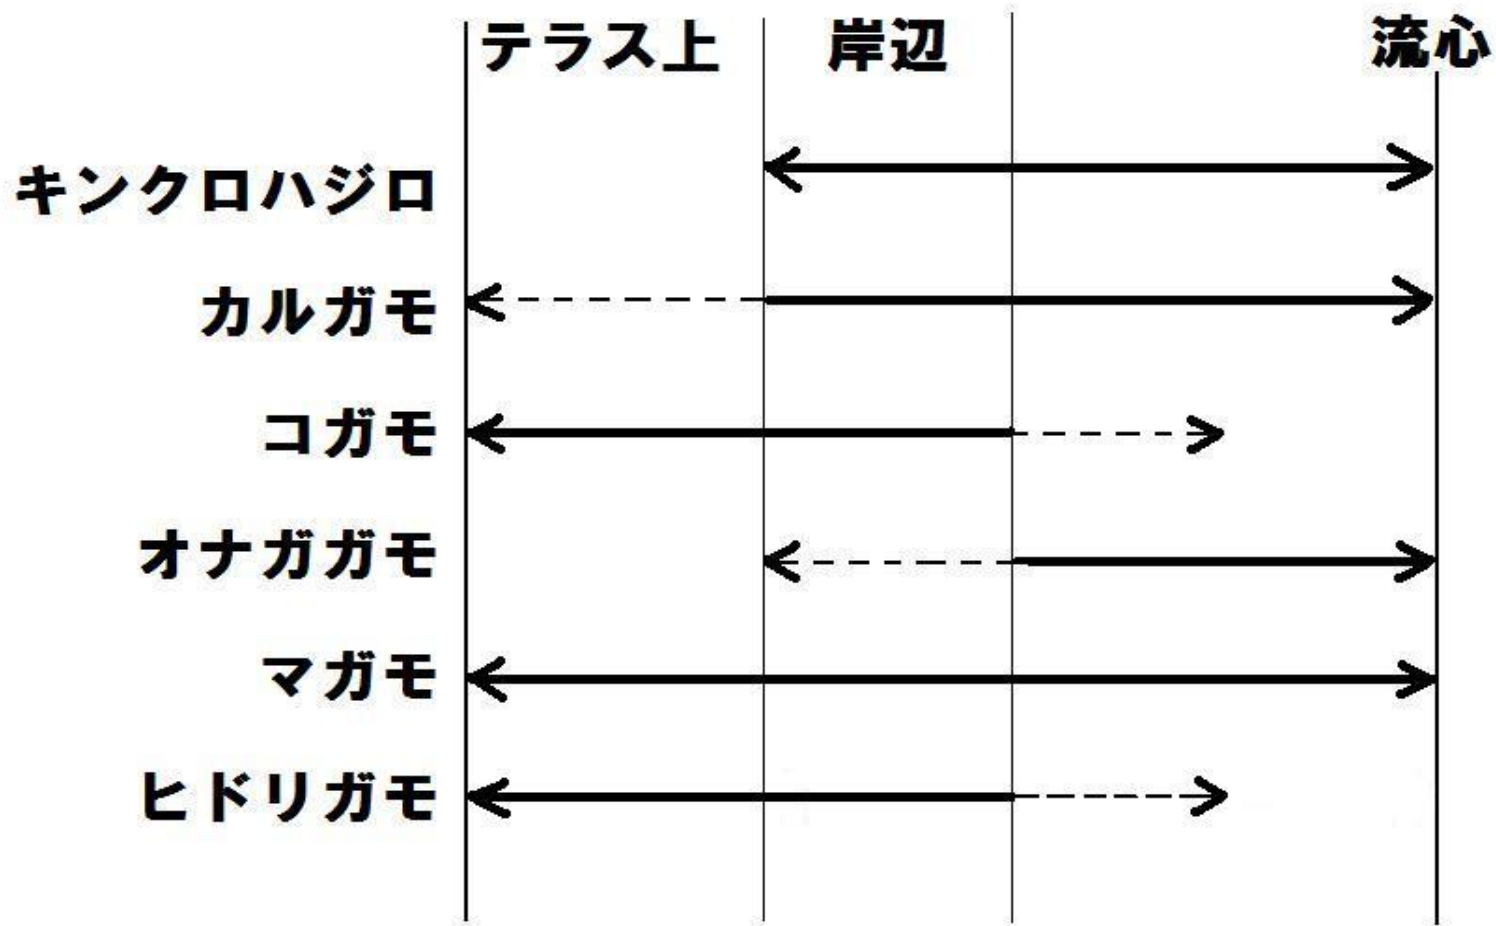 テラス上 岸辺 流心
キンクロハジロ
カルガモ
コガモ
オナガガモ
マガモ
ヒドリガモ